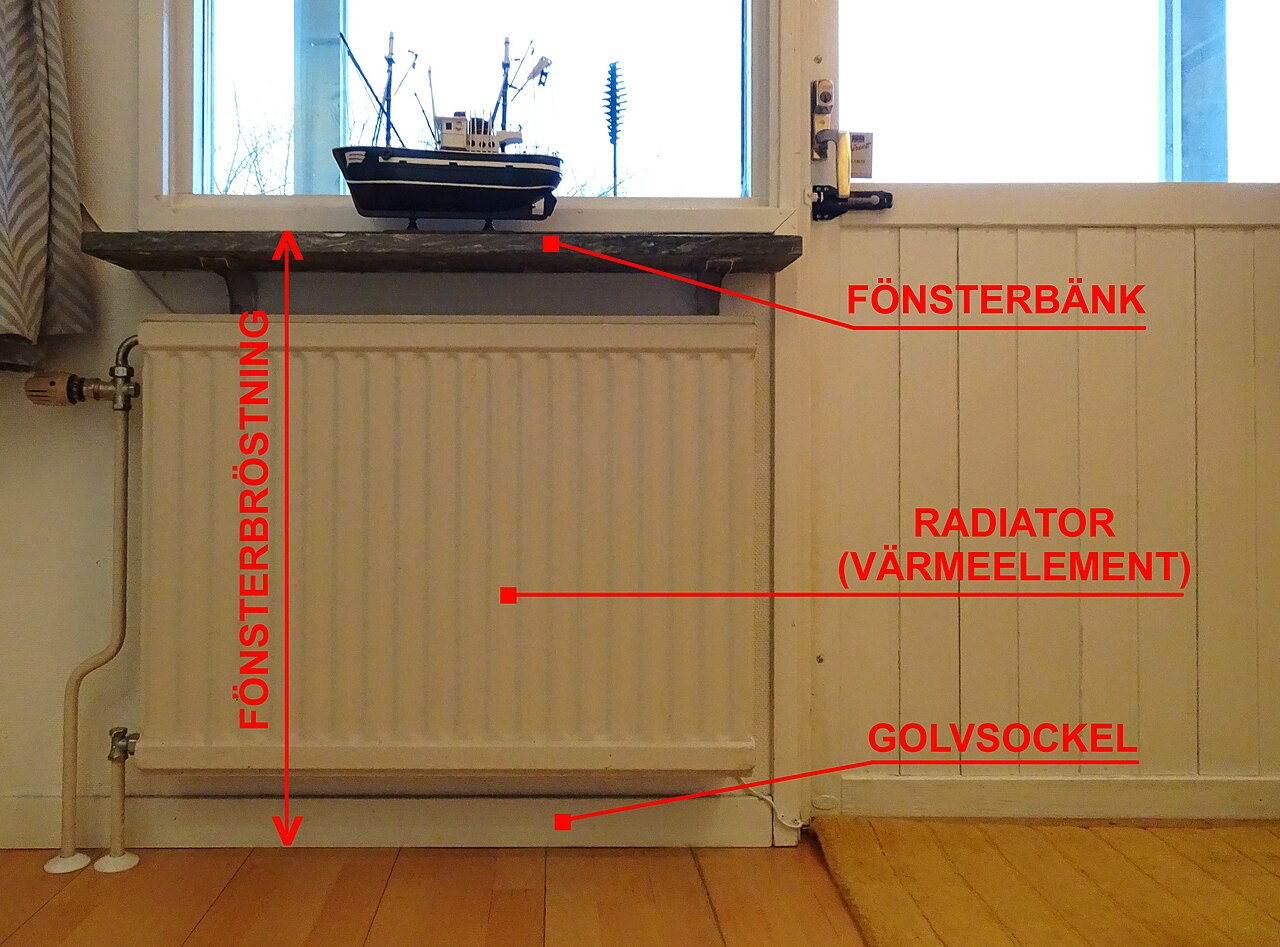 FÖNSTERBÄNK
FÖNSTERBRÖSTNING
RADIATOR
(VÄRMEELEMENT)
GOLVSOCKEL